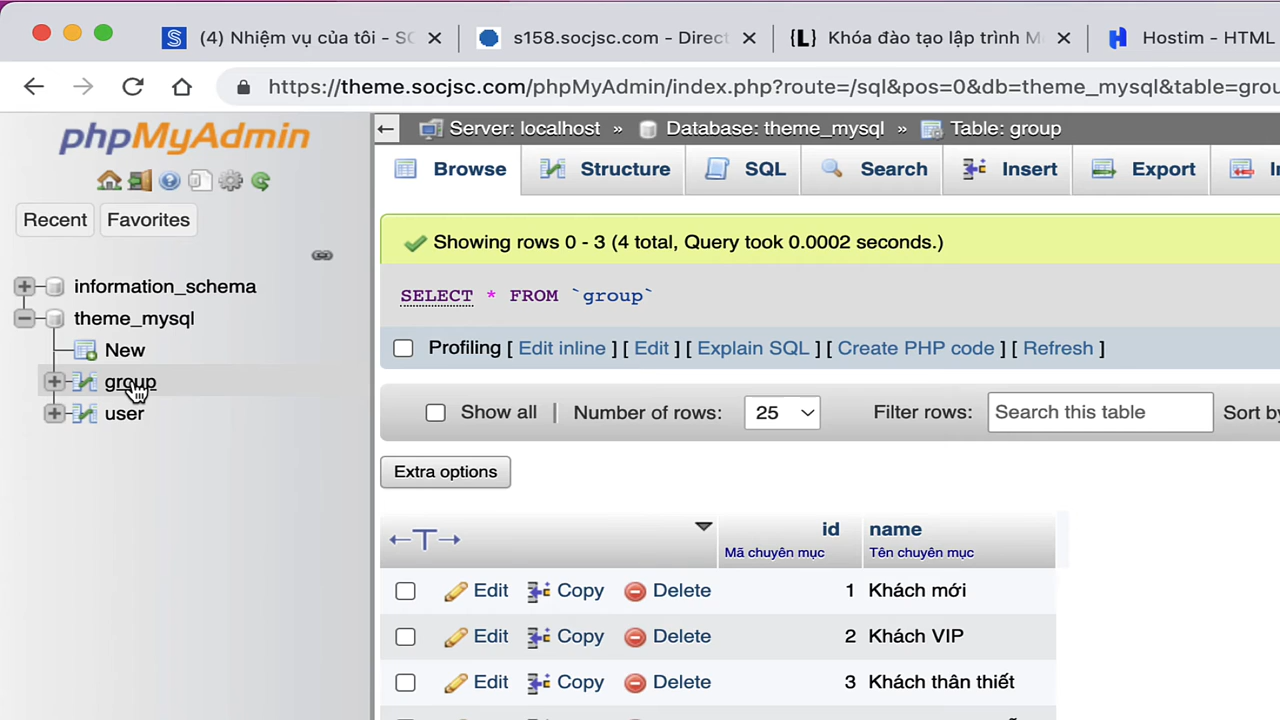 (4) Nhiệm vụ của tôi - SO
s158.socjsc.com - Direct
Khóa đào tạo lập trình M
Hostim - HTML
https://theme.socjsc.com/phpMyAdmin/index.php?route=/sql&pos=0&db=theme_mysql&table=grou
phpMyAdmin
Server: localhost » Database: theme_mysql » Table: group
Browse Structure SQL Search Insert Export
Recent Favorites
Showing rows 0 - 3 (4 total, Query took 0.0002 seconds.)
information_schema
theme_mysql
New
group
user
SELECT * FROM `group`
Profiling [ Edit inline ] [ Edit ] [ Explain SQL ] [ Create PHP code ] [ Refresh ]
Show all | Number of rows: 25 Filter rows: Search this table Sort by
Extra options
←T→ id name
Mã chuyên mục Tên chuyên mục
Edit Copy Delete 1 Khách mới
Edit Copy Delete 2 Khách VIP
Edit Copy Delete 3 Khách thân thiết